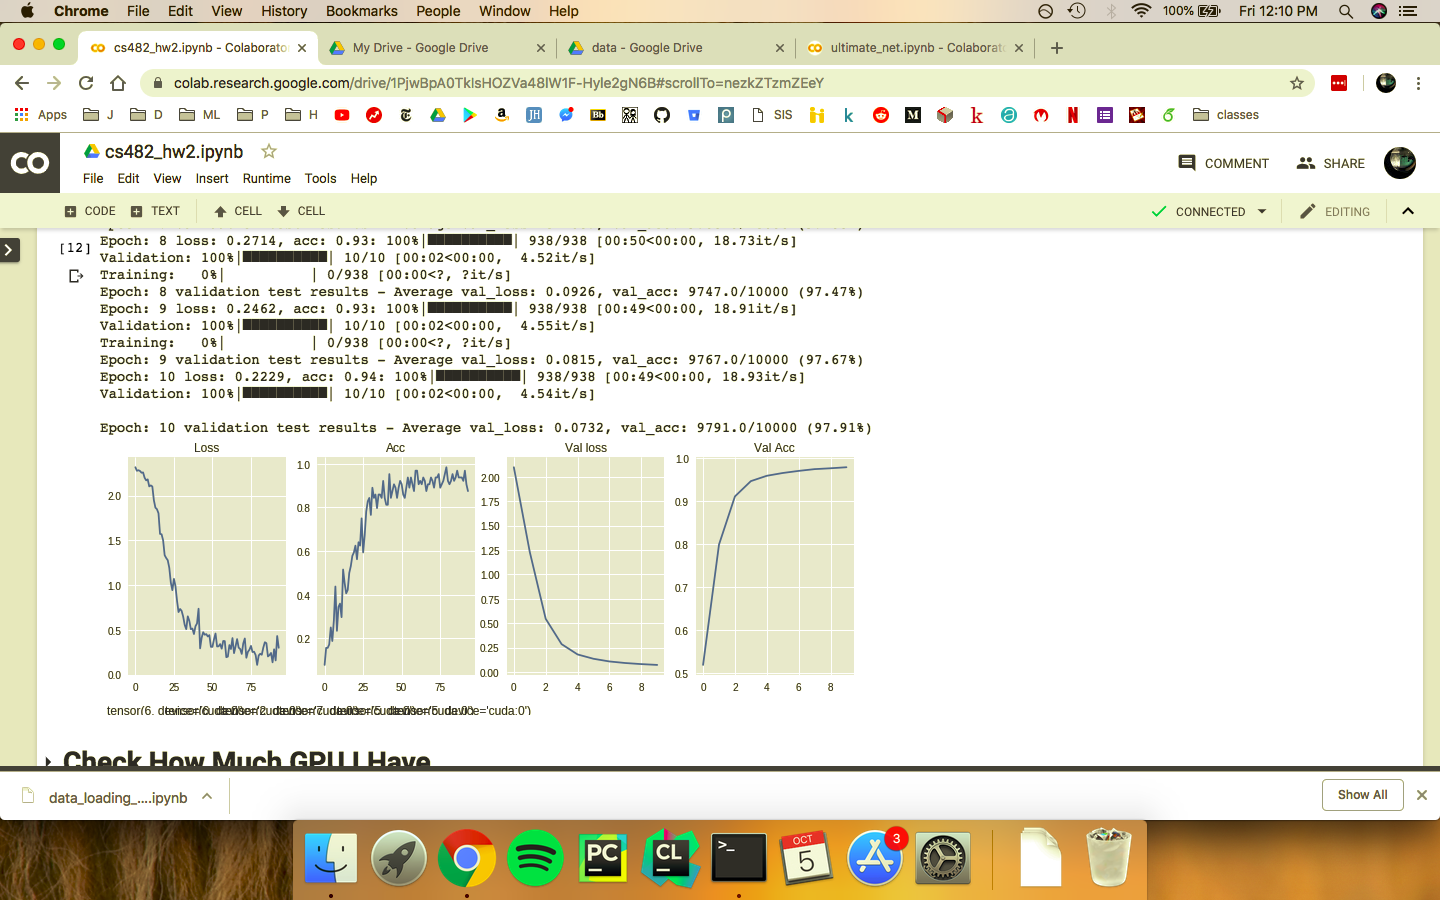 Chrome File Edit View History Bookmarks People Window Help 100% Fri 12:10 PM
cs482_hw2.ipynb - Colaborato My Drive - Google Drive data - Google Drive ultimate_net.ipynb - Colaborato
colab.research.google.com/drive/1PjwBpA0TklsHOZVa48lW1F-Hyle2gN6B#scrollTo=nezkZTzmZEeY
Apps J D ML P H SIS classes
cs482_hw2.ipynb
COMMENT SHARE
File Edit View Insert Runtime Tools Help
CODE TEXT CELL CELL CONNECTED EDITING
[12] Epoch: 8 loss: 0.2714, acc: 0.93: 100%|██████████| 938/938 [00:50<00:00, 18.73it/s]
Validation: 100%|██████████| 10/10 [00:02<00:00, 4.52it/s]
Training: 0%| | 0/938 [00:00<?, ?it/s]
Epoch: 8 validation test results - Average val_loss: 0.0926, val_acc: 9747.0/10000 (97.47%)
Epoch: 9 loss: 0.2462, acc: 0.93: 100%|██████████| 938/938 [00:49<00:00, 18.91it/s]
Validation: 100%|██████████| 10/10 [00:02<00:00, 4.55it/s]
Training: 0%| | 0/938 [00:00<?, ?it/s]
Epoch: 9 validation test results - Average val_loss: 0.0815, val_acc: 9767.0/10000 (97.67%)
Epoch: 10 loss: 0.2229, acc: 0.94: 100%|██████████| 938/938 [00:49<00:00, 18.93it/s]
Validation: 100%|██████████| 10/10 [00:02<00:00, 4.54it/s]
Epoch: 10 validation test results - Average val_loss: 0.0732, val_acc: 9791.0/10000 (97.91%)
Loss Acc Val loss Val Acc
2.0
1.5
1.0
0.5
0.0
0 25 50 75
1.0
0.8
0.6
0.4
0.2
0 25 50 75
2.00
1.75
1.50
1.25
1.00
0.75
0.50
0.25
0.00
0 2 4 6 8
1.0
0.9
0.8
0.7
0.6
0.5
0 2 4 6 8
tensor(6. device='cuda:0')
Check How Much GPU I Have
data_loading_....ipynb Show All
PC CL >_ OCT 5 3